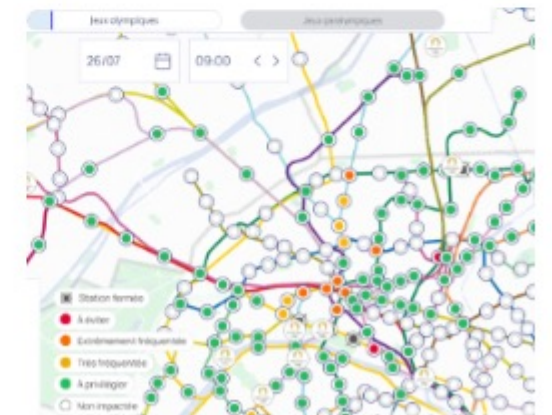 Jeux olympiques
Jeux paralympiques
26/07
09:00
Station fermée
À éviter
Extrêmement fréquentée
Très fréquentée
À privilégier
Non impactée